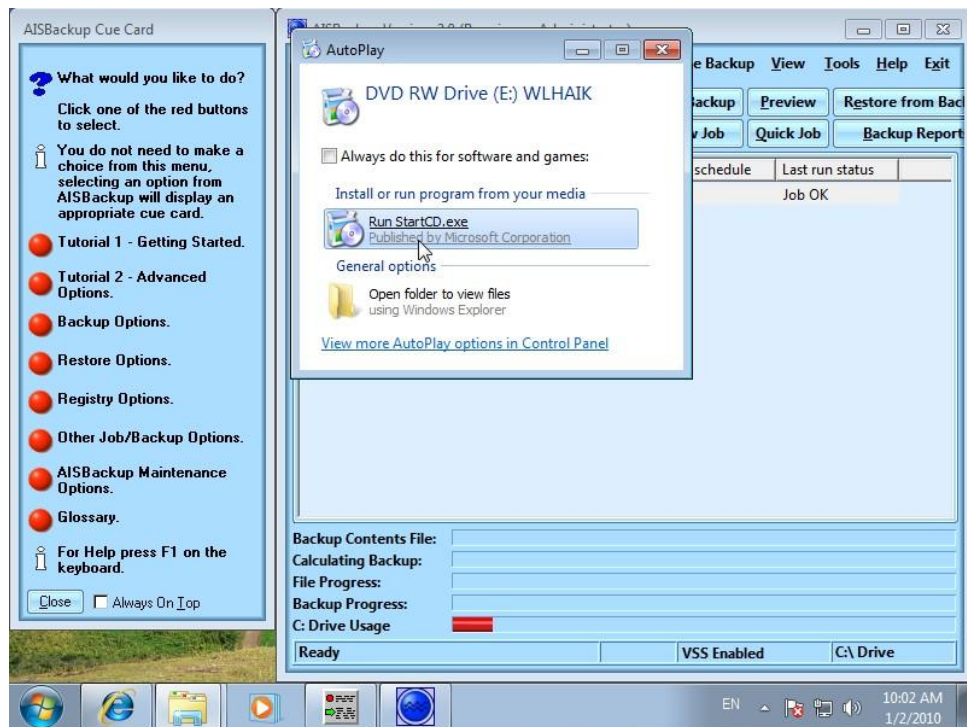 AISBackup Cue Card
What would you like to do?
Click one of the red buttons
to select.
You do not need to make a
choice from this menu,
selecting an option from
AISBackup will display an
appropriate cue card.
Tutorial 1 - Getting Started.
Tutorial 2 - Advanced
Options.
Backup Options.
Restore Options.
Registry Options.
Other Job/Backup Options.
AISBackup Maintenance
Options.
Glossary.
For Help press F1 on the
keyboard.
Close
Always On Top
AutoPlay
DVD RW Drive (E:) WLHAIK
Always do this for software and games:
Install or run program from your media
Run StartCD.exe
Published by Microsoft Corporation
General options
Open folder to view files
using Windows Explorer
View more AutoPlay options in Control Panel
e Backup View Tools Help Exit
Backup Preview Restore from Bac
Job Quick Job Backup Report
schedule Last run status
Job OK
Backup Contents File:
Calculating Backup:
File Progress:
Backup Progress:
C: Drive Usage
Ready VSS Enabled C:\ Drive
EN 10:02 AM
1/2/2010